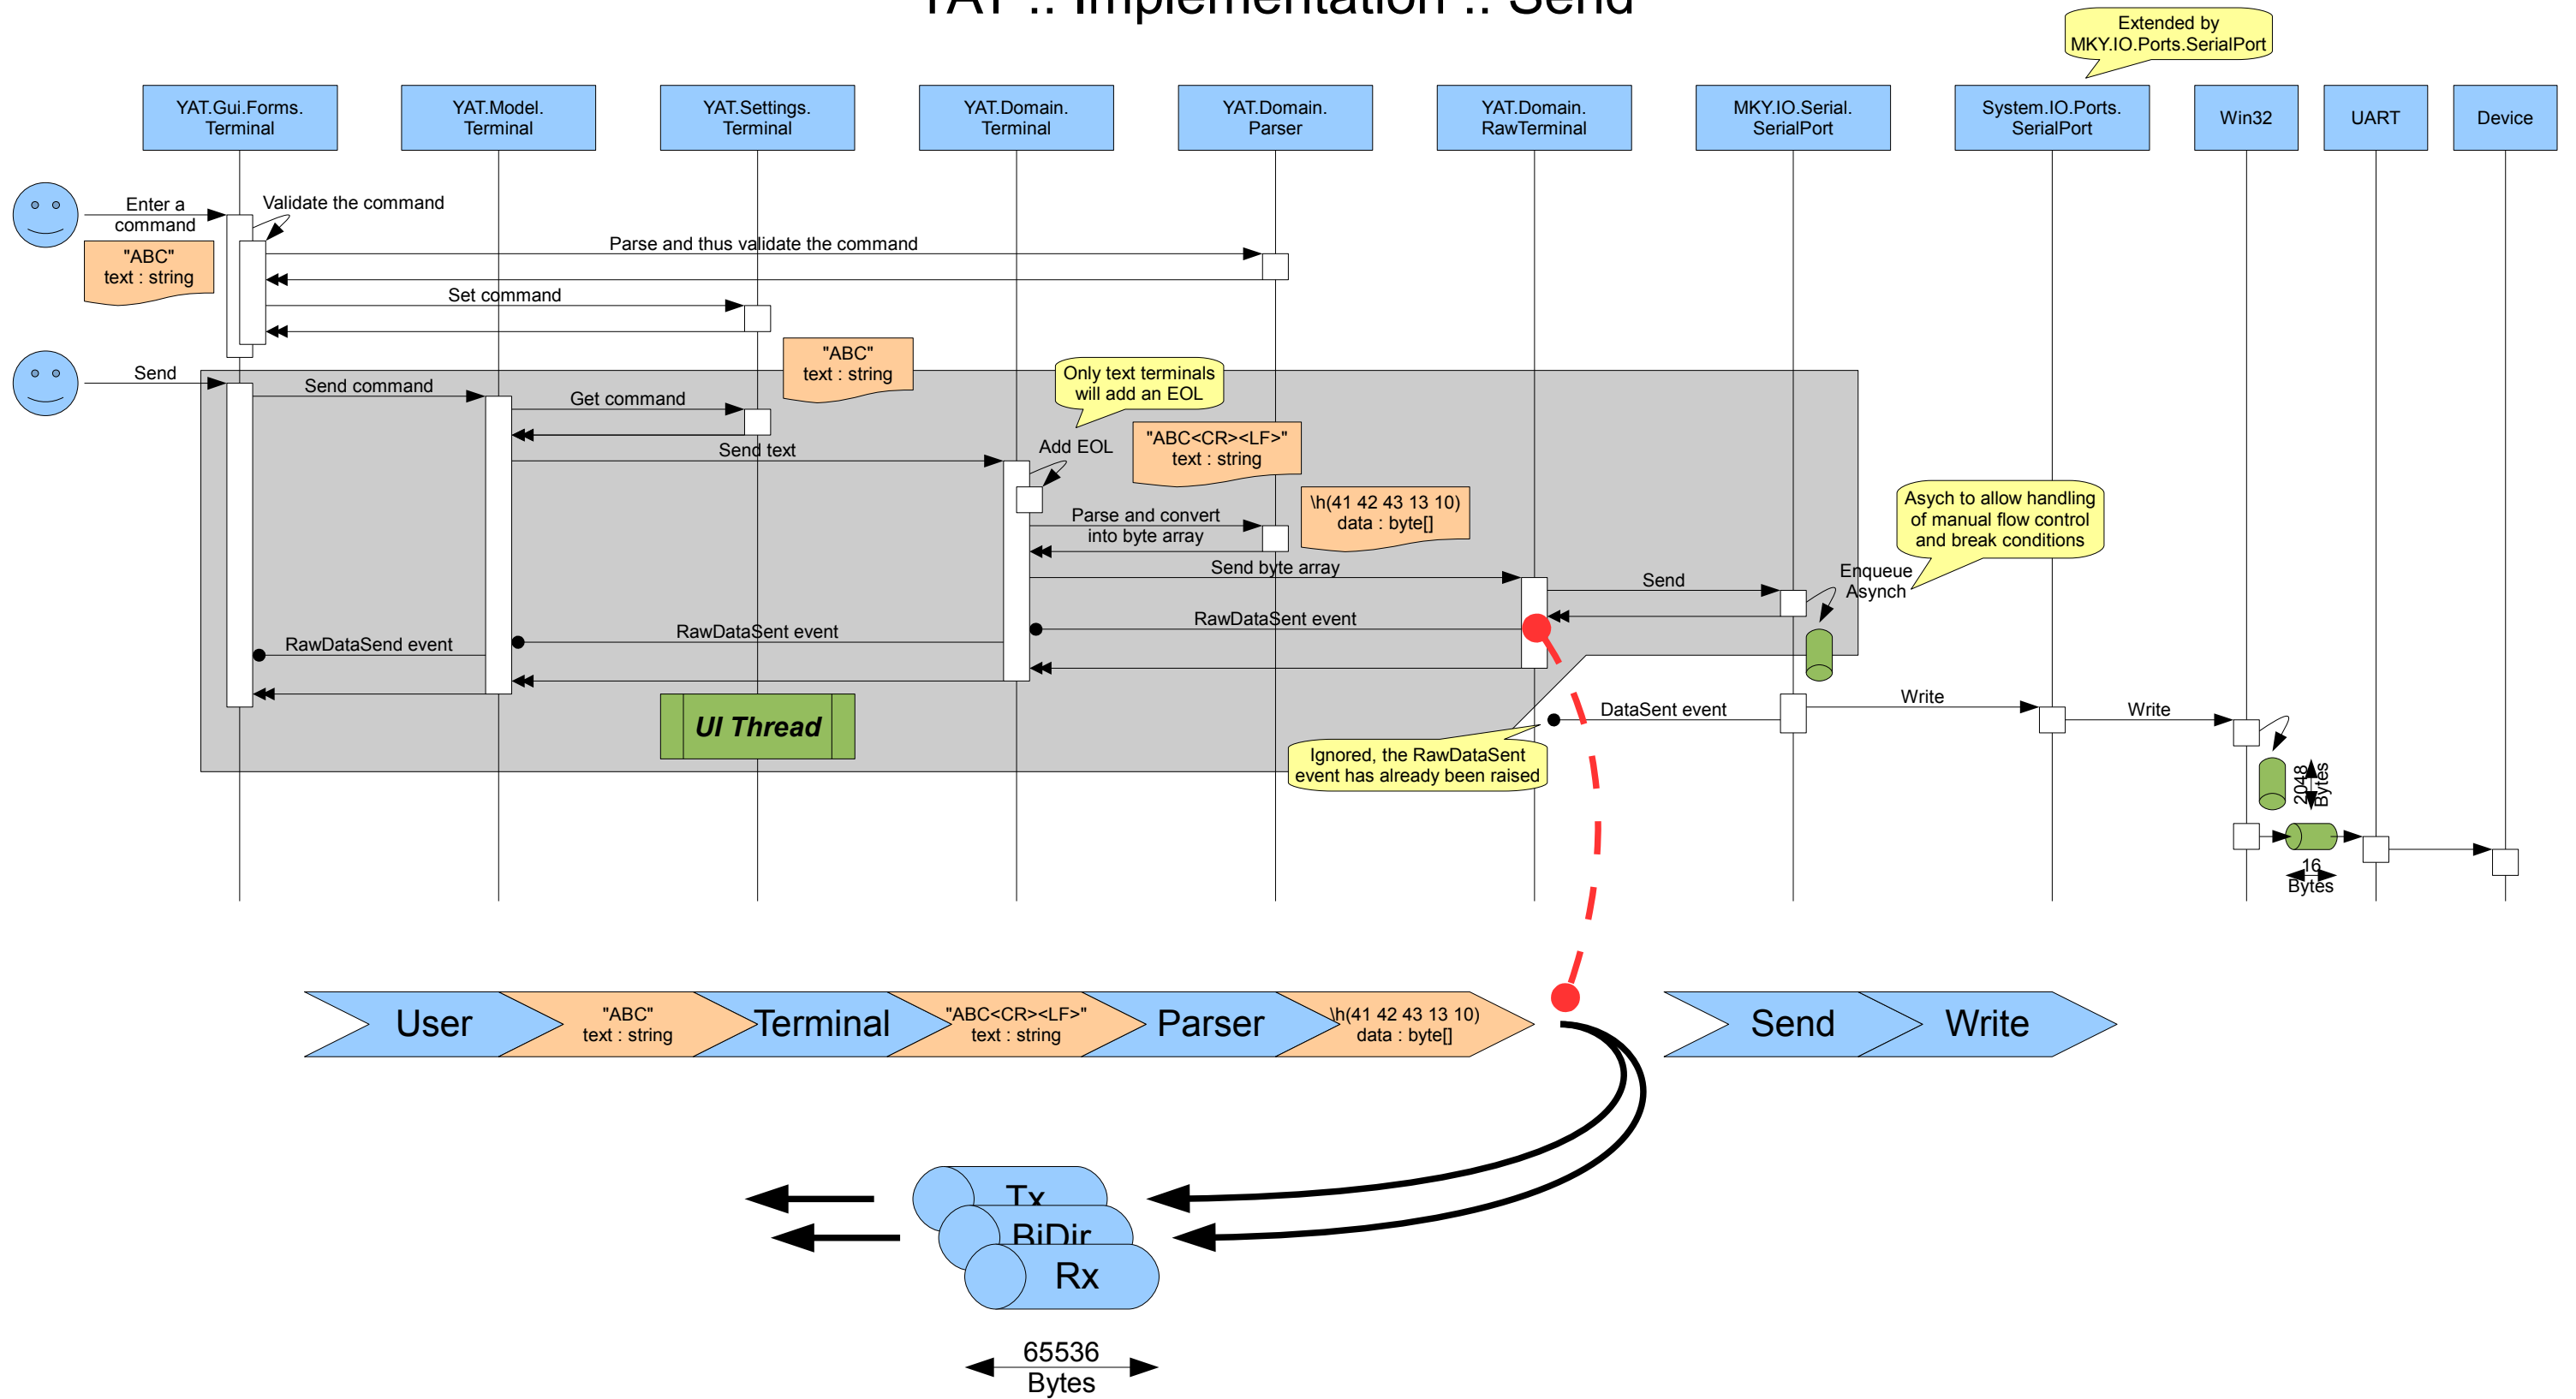 YAT :: Implementation :: Send
Extended by
MKY.IO.Ports.SerialPort
YAT.Gui.Forms.
Terminal
YAT.Model.
Terminal
YAT.Settings.
Terminal
YAT.Domain.
Terminal
YAT.Domain.
Parser
YAT.Domain.
RawTerminal
MKY.IO.Serial.
SerialPort
System.IO.Ports.
SerialPort
Win32
UART
Device
Enter a
command
Validate the command
"ABC"
text : string
Parse and thus validate the command
Set command
"ABC"
text : string
Send
Send command
Get command
Only text terminals
will add an EOL
Send text
Add EOL
"ABC<CR><LF>"
text : string
Parse and convert
into byte array
\h(41 42 43 13 10)
data : byte[]
Asych to allow handling
of manual flow control
and break conditions
Send byte array
Send
Enqueue
Asynch
RawDataSent event
RawDataSent event
RawDataSend event
UI Thread
DataSent event
Write
Write
Ignored, the RawDataSent
event has already been raised
2048
Bytes
16
Bytes
User
"ABC"
text : string
Terminal
"ABC<CR><LF>"
text : string
Parser
\h(41 42 43 13 10)
data : byte[]
Send
Write
Tx
BiDir
Rx
65536
Bytes